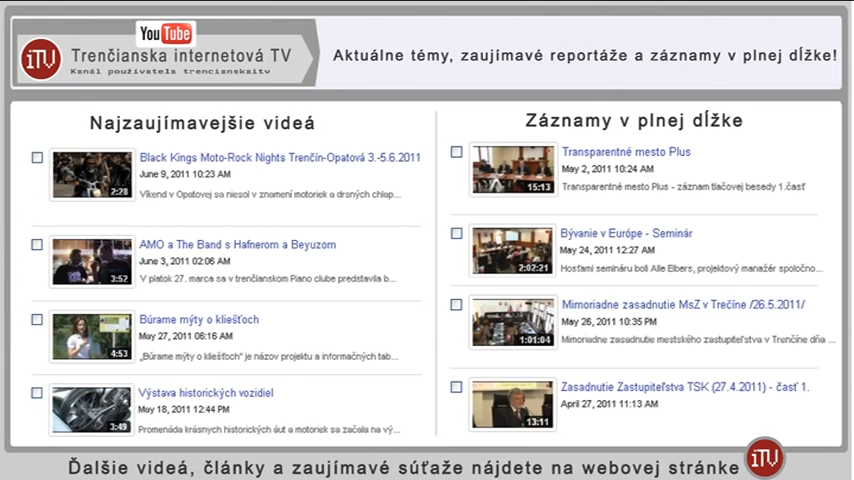 You Tube
iTV
Trenčianska internetová TV
Kanál používateľa trencianskaitv
Aktuálne témy, zaujímavé reportáže a záznamy v plnej dĺžke!
Najzaujímavejšie videá
Black Kings Moto-Rock Nights Trenčín-Opatová 3.-5.6.2011
June 9, 2011 10:23 AM
Víkend v Opatovej sa niesol v znamení motoriek a drsných chlap...
2:28
AMO a The Band s Hafnerom a Beyuzom
June 3, 2011 02:06 AM
V piatok 27. marca sa v trenčianskom Piano clube predstavila b...
3:52
Búrame mýty o kliešťoch
May 27, 2011 06:16 AM
„Búrame mýty o kliešťoch" je názov projektu a informačných tab...
4:53
Výstava historických vozidiel
May 18, 2011 12:44 PM
Promenáda krásnych historických áut a motoriek sa začala na vý...
3:49
Záznamy v plnej dĺžke
Transparentné mesto Plus
May 2, 2011 10:24 AM
Transparentné mesto Plus - záznam tlačovej besedy 1.časť
15:13
Bývanie v Európe - Seminár
May 24, 2011 12:27 AM
Hosťami semináru boli Alle Elbers, projektový manažér spoločno...
2:02:21
Mimoriadne zasadnutie MsZ v Trečíne /26.5.2011/
May 26, 2011 10:35 PM
Mimoriadne zasadnutie mestského zastupiteľstva v Trenčíne dňa ...
1:01:04
Zasadnutie Zastupiteľstva TSK (27.4.2011) - časť 1.
April 27, 2011 11:13 AM
13:11
Ďalšie videá, články a zaujímavé súťaže nájdete na webovej stránke
iTV